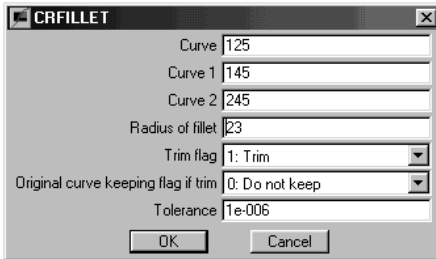 CRFILLET
Curve 125
Curve 1 145
Curve 2 245
Radius of fillet 23
Trim flag 1: Trim
Original curve keeping flag if trim 0: Do not keep
Tolerance 1e-006
OK Cancel